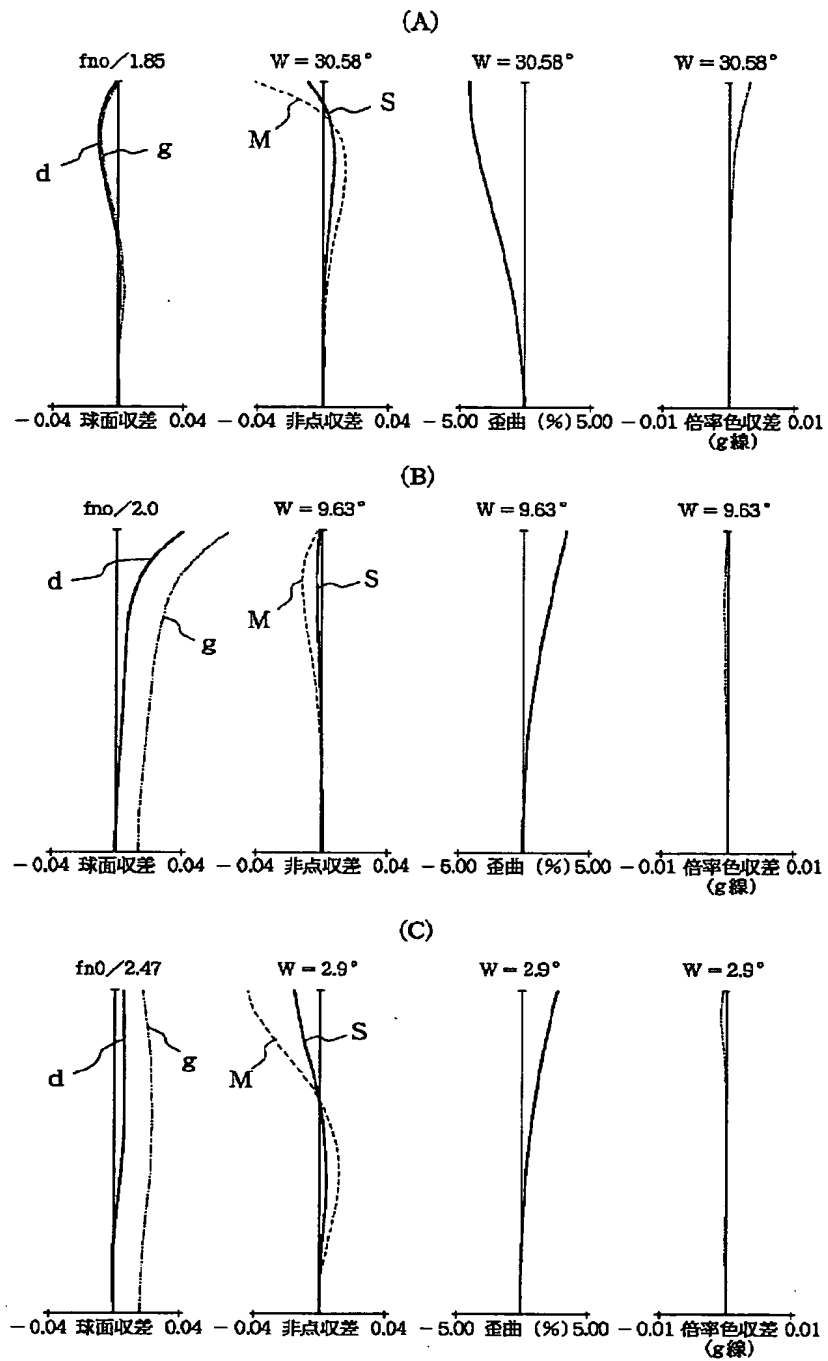 (A)
fno/1.85
W = 30.58°
W = 30.58°
W = 30.58°
S
M
g
d
−0.04 球面収差 0.04
−0.04 非点収差 0.04
−5.00 歪曲 (%) 5.00
−0.01 倍率色収差 0.01
(g線)
(B)
fno/2.0
W = 9.63°
W = 9.63°
W = 9.63°
d
S
M
g
−0.04 球面収差 0.04
−0.04 非点収差 0.04
−5.00 歪曲 (%) 5.00
−0.01 倍率色収差 0.01
(g線)
(C)
fn0/2.47
W = 2.9°
W = 2.9°
W = 2.9°
S
g
d
M
−0.04 球面収差 0.04
−0.04 非点収差 0.04
−5.00 歪曲 (%) 5.00
−0.01 倍率色収差 0.01
(g線)